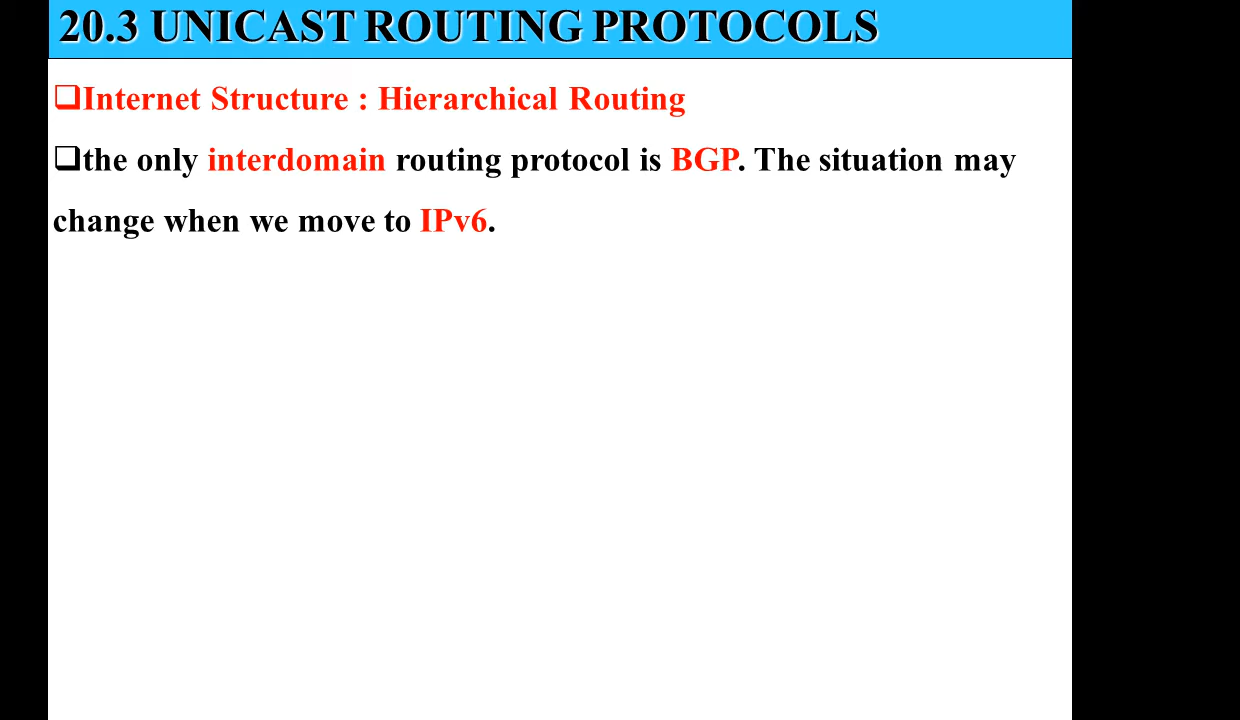 20.3 UNICAST ROUTING PROTOCOLS
❑Internet Structure : Hierarchical Routing
❑the only interdomain routing protocol is BGP. The situation may
change when we move to IPv6.